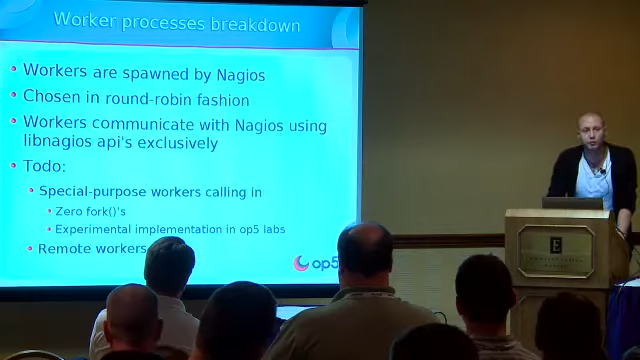 Worker processes breakdown
Workers are spawned by Nagios
Chosen in round-robin fashion
Workers communicate with Nagios using
libnagios api's exclusively
Todo:
Special-purpose workers calling in
Zero fork()'s
Experimental implementation in op5 labs
Remote workers
op5
E